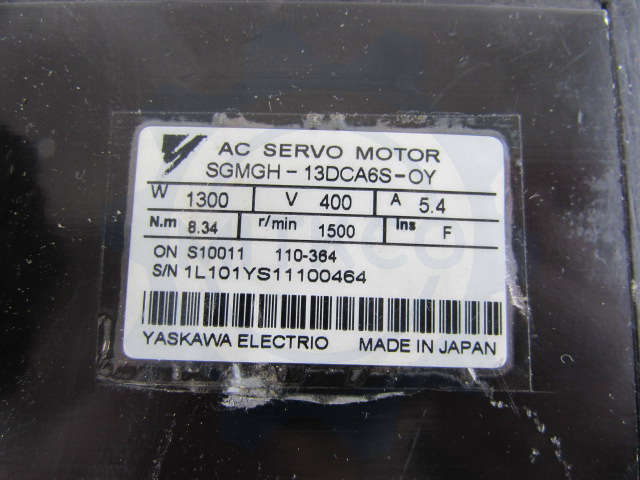 AC SERVO MOTOR
SGMGH-13DCA6S-OY
W 1300 V 400 A 5.4
N.m 8.34 r/min 1500 Ins F
ON S10011 110-364
S/N 1L101YS11100464
YASKAWA ELECTRIO MADE IN JAPAN